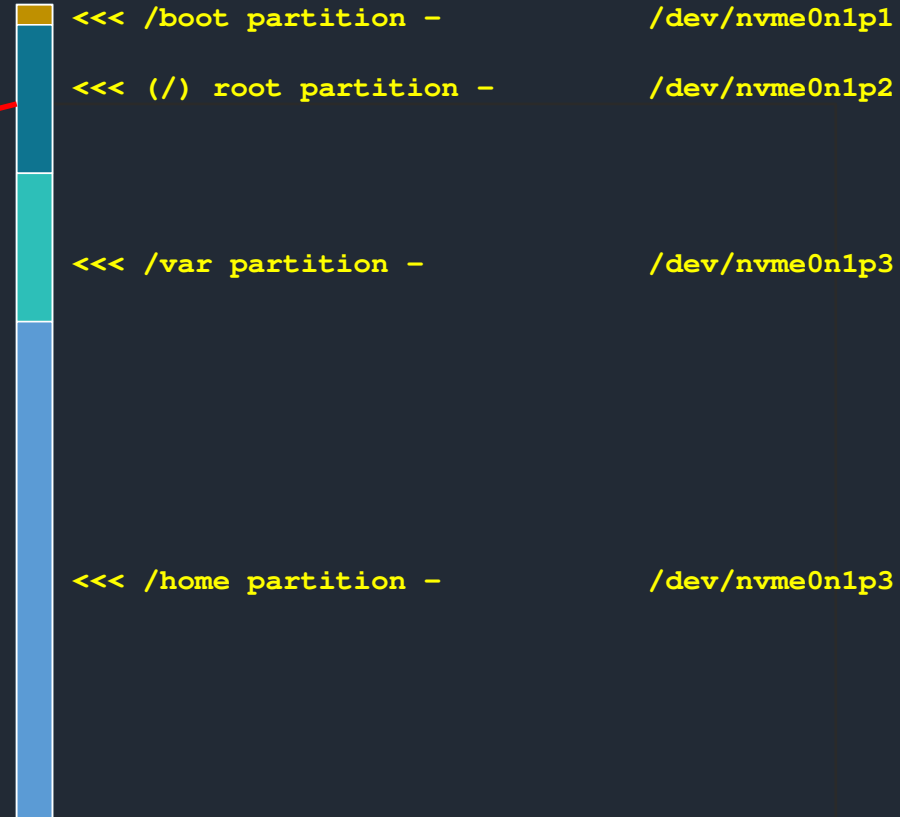 <<< /boot partition – /dev/nvme0n1p1
<<< (/) root partition – /dev/nvme0n1p2
<<< /var partition – /dev/nvme0n1p3
<<< /home partition – /dev/nvme0n1p3